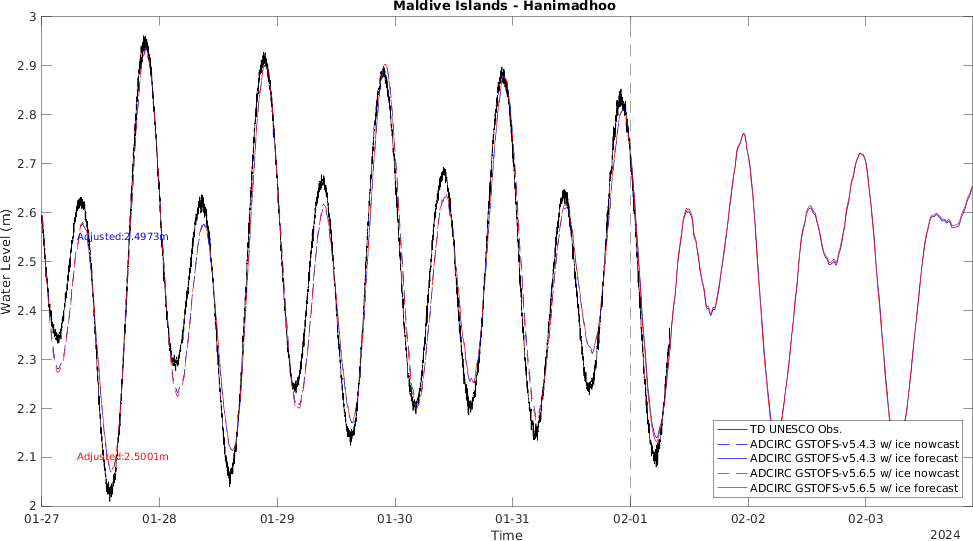 Maldive Islands - Hanimadhoo
3
2.9
2.8
2.7
2.6
2.5
2.4
2.3
2.2
2.1
2
Water Level (m)
Adjusted:2.4973m
Adjusted:2.5001m
TD UNESCO Obs.
ADCIRC GSTOFS-v5.4.3 w/ ice nowcast
ADCIRC GSTOFS-v5.4.3 w/ ice forecast
ADCIRC GSTOFS-v5.6.5 w/ ice nowcast
ADCIRC GSTOFS-v5.6.5 w/ ice forecast
01-27 01-28 01-29 01-30 01-31 02-01 02-02 02-03
Time
2024